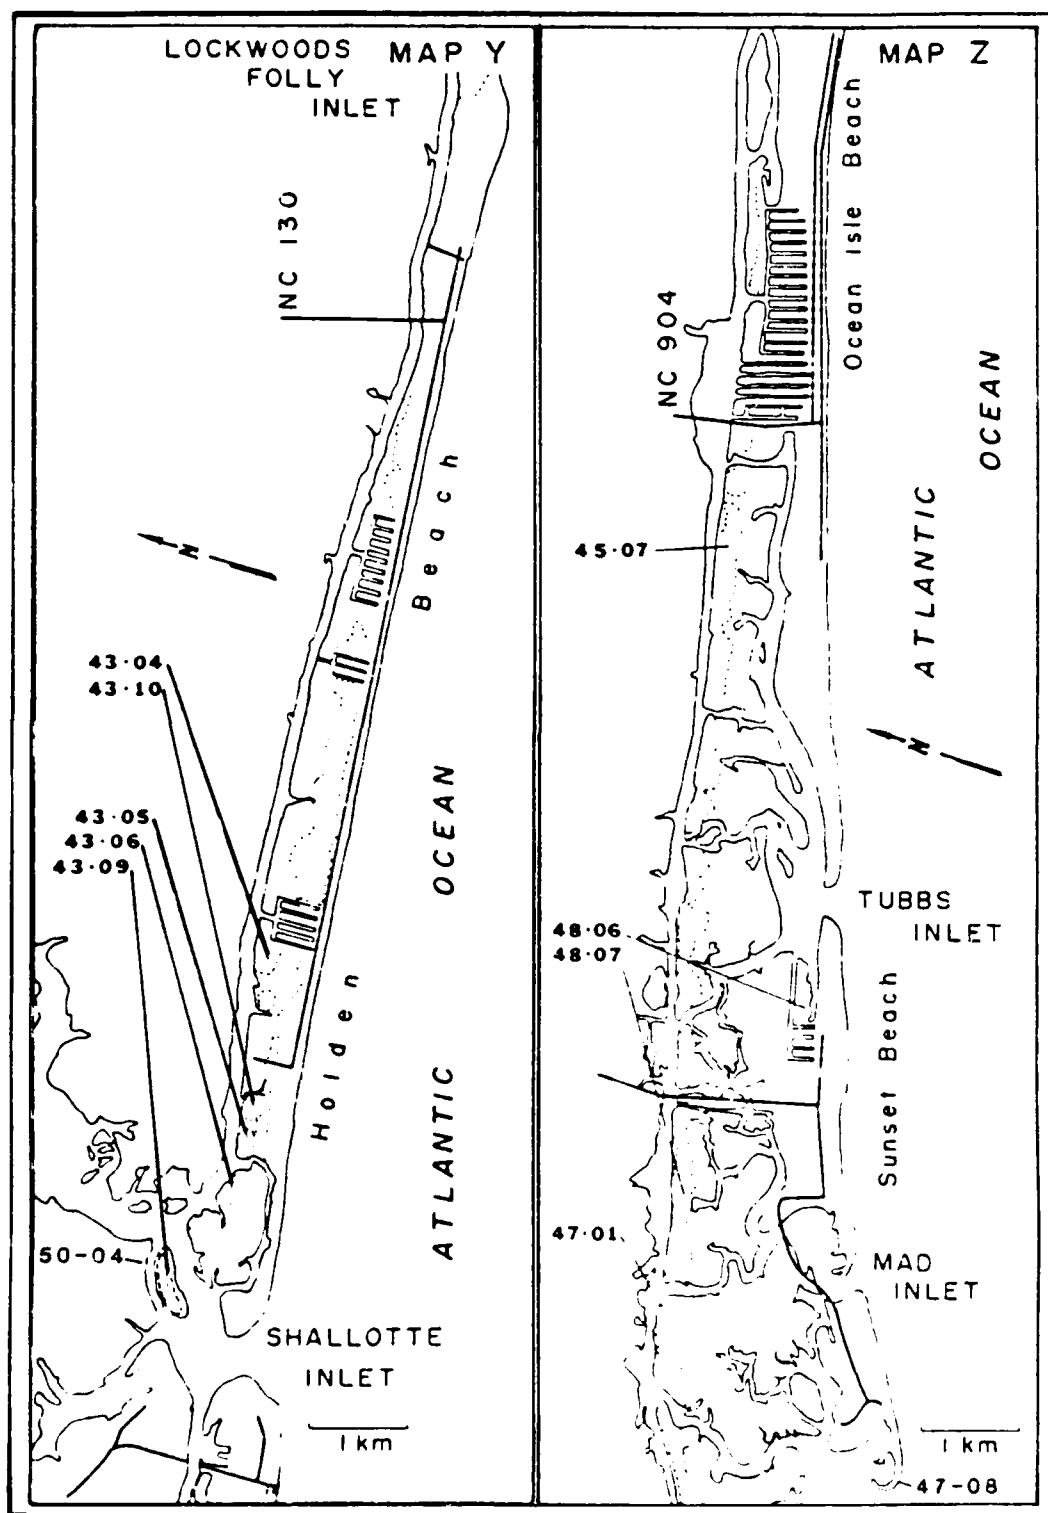 LOCKWOODS
FOLLY
INLET
MAP Y
NC 130
Beach
N
43·04
43·10
43·05
43·06
43·09
OCEAN
Holden
ATLANTIC
50-04
SHALLOTTE
INLET
1 km
MAP Z
Ocean Isle Beach
NC 904
OCEAN
45·07
ATLANTIC
N
TUBBS
INLET
48·06
48·07
Sunset Beach
47·01
MAD
INLET
1 km
47-08